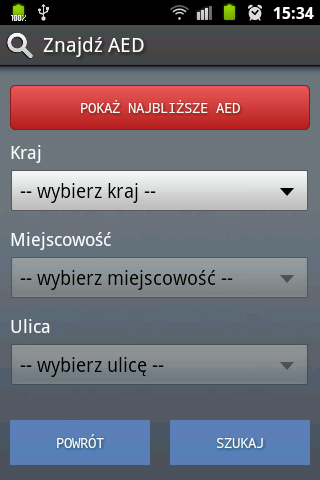 100% 15:34
Znajdź AED
POKAŻ NAJBLIŻSZE AED
Kraj
-- wybierz kraj --
Miejscowość
-- wybierz miejscowość --
Ulica
-- wybierz ulicę --
POWRÓT SZUKAJ